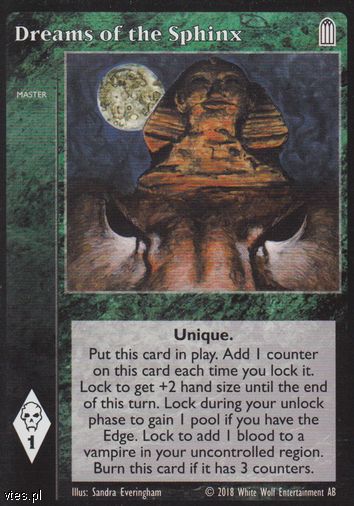 Dreams of the Sphinx
MASTER
Unique.
Put this card in play. Add 1 counter
on this card each time you lock it.
Lock to get +2 hand size until the end
of this turn. Lock during your unlock
phase to gain 1 pool if you have the
Edge. Lock to add 1 blood to a
vampire in your uncontrolled region.
Burn this card if it has 3 counters.
1
vtes.pl
Illus: Sandra Everingham
© 2018 White Wolf Entertainment AB